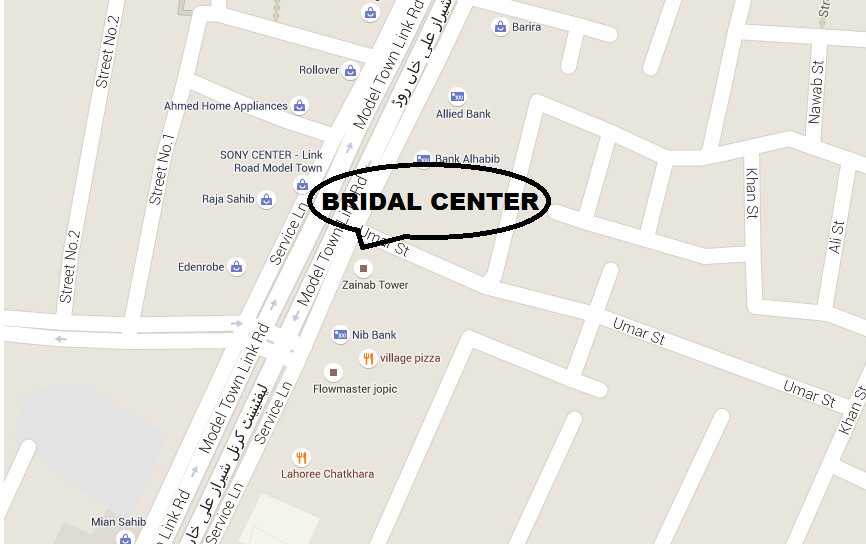 Street No.2
Model Town Link Rd
شیراز علی خان روڈ
Barira
Rollover
Ahmed Home Appliances
Allied Bank
Nawab St
Street No.1
SONY CENTER - Link
Road Model Town
Bank Alhabib
Raja Sahib
BRIDAL CENTER
Khan St
Service Ln
Model Town Link Rd
Umar St
Ali St
Street No.2
Edenrobe
Zainab Tower
Nib Bank
Umar St
village pizza
Model Town Link Rd
Flowmaster jopic
Umar St
Khan St
Service Ln
لیفٹیننٹ کرنل شیراز علی
Lahoree Chatkhara
Mian Sahib
Link Rd
Service Ln